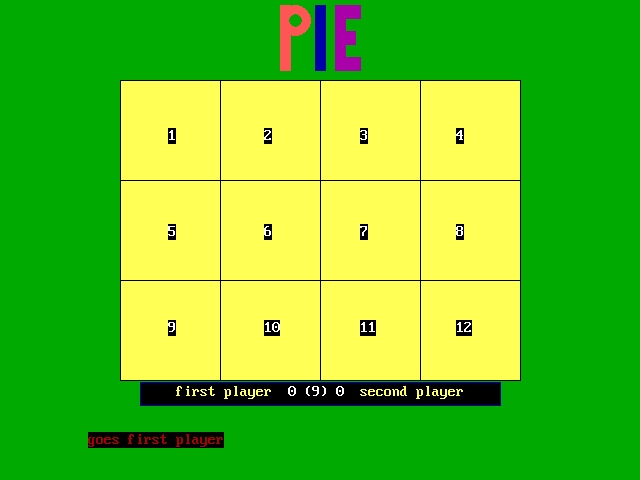 PIE
1 2 3 4
5 6 7 8
9 10 11 12
first player 0 (9) 0 second player
goes first player